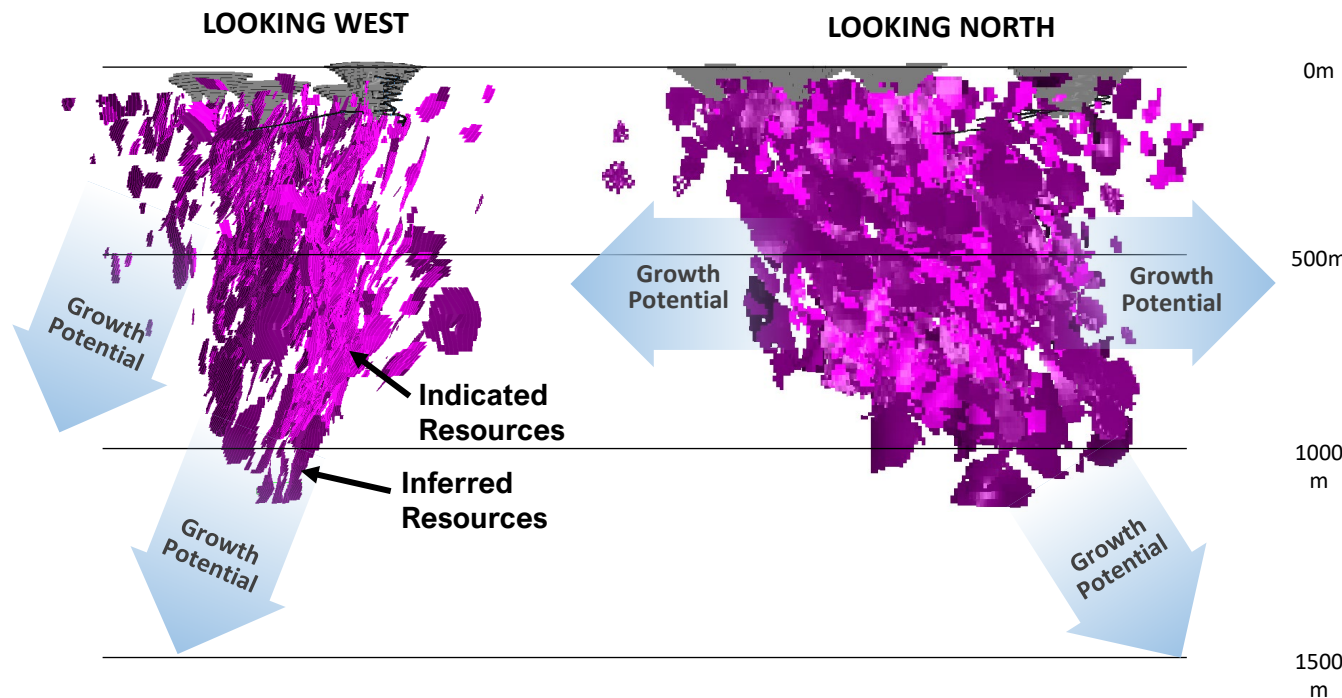 LOOKING WEST
LOOKING NORTH
0m
500m
Growth
Potential
Growth
Potential
Growth
Potential
Indicated
Resources
1000
m
Inferred
Resources
Growth
Potential
Growth
Potential
1500
m